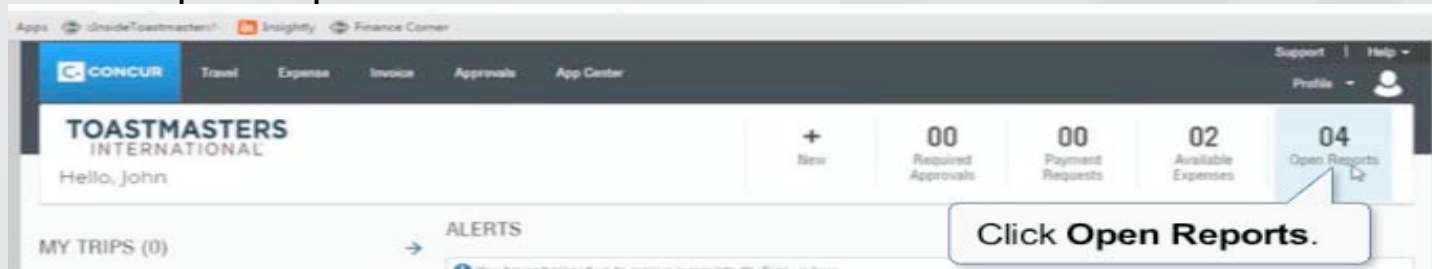 Apps Insightly Finance Corner
Support | Help
C. CONCUR Travel Expense Invoice Approvals App Center
Profile
TOASTMASTERS
INTERNATIONAL
Hello, John
+ 00 00 02 04
New Required Approvals Payment Requests Available Expenses Open Reports
MY TRIPS (0)
ALERTS
Click Open Reports.